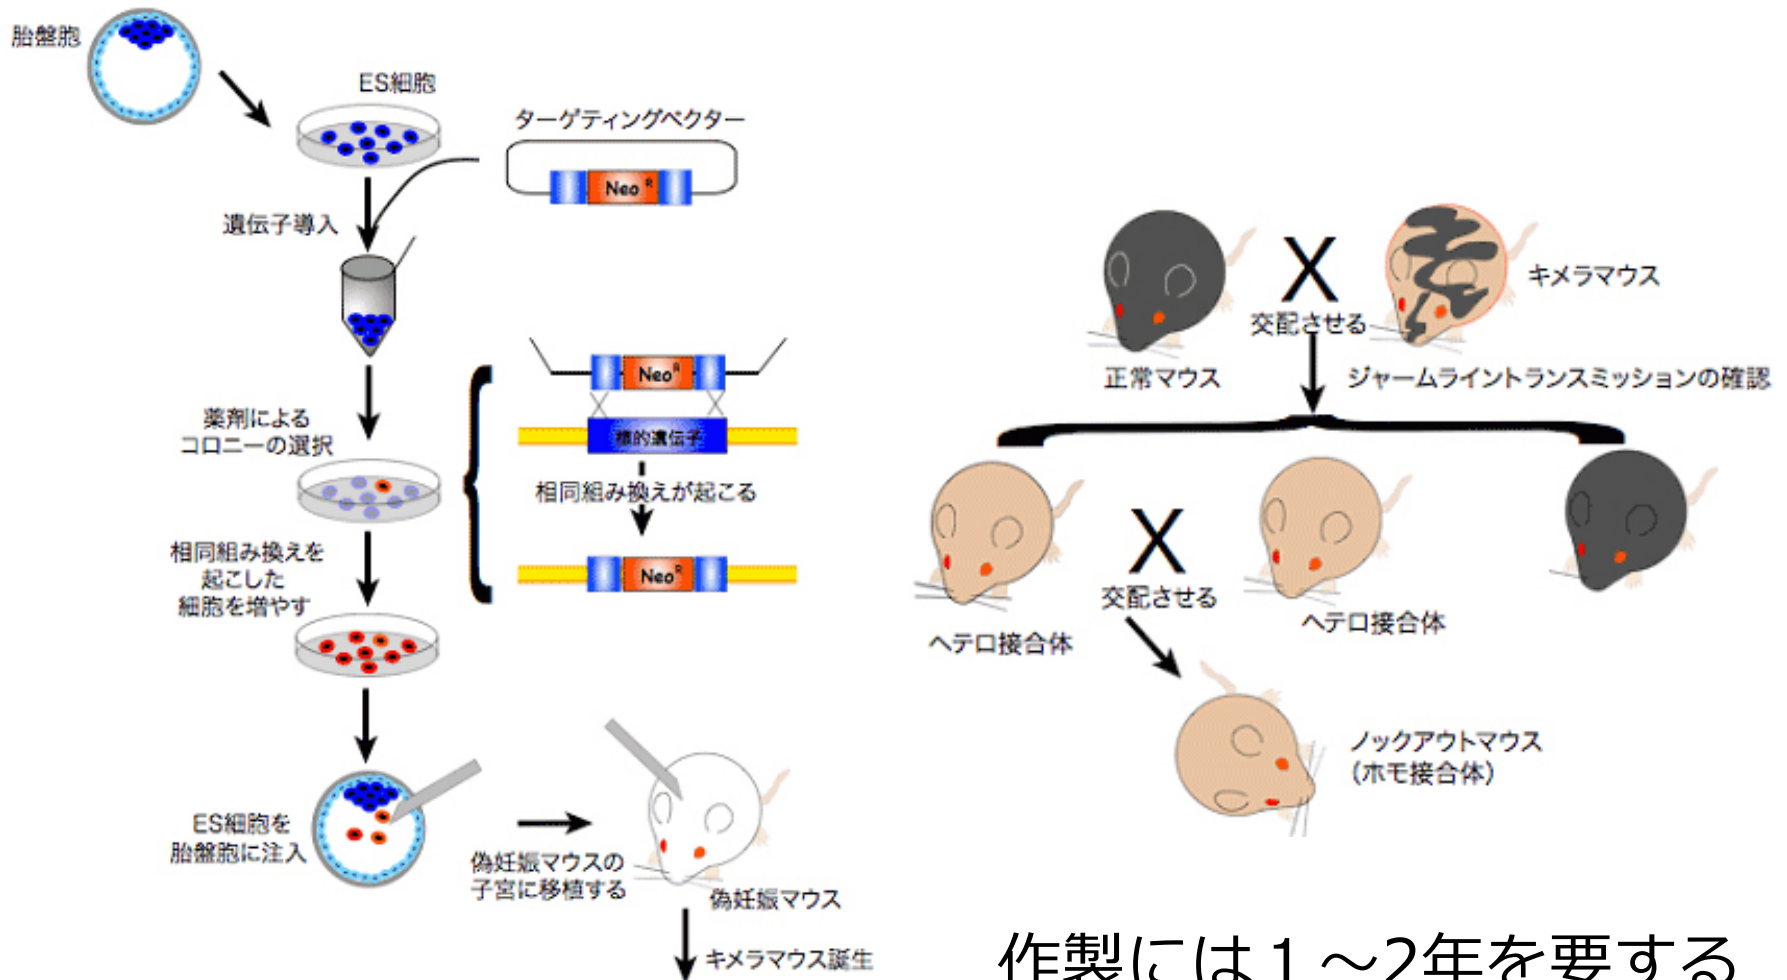 胎盤胞
ES細胞
ターゲティングベクター
Neo R
遺伝子導入
Neo R
標的遺伝子
相同組み換えが起こる
Neo R
薬剤による
コロニーの選択
相同組み換えを
起こした
細胞を増やす
ES細胞を
胎盤胞に注入
偽妊娠マウスの
子宮に移植する
偽妊娠マウス
キメラマウス誕生
X
キメラマウス
交配させる
正常マウス
ジャームライントランスミッションの確認
X
交配させる
ヘテロ接合体
ヘテロ接合体
ノックアウトマウス
（ホモ接合体）
作製には１～2年を要する